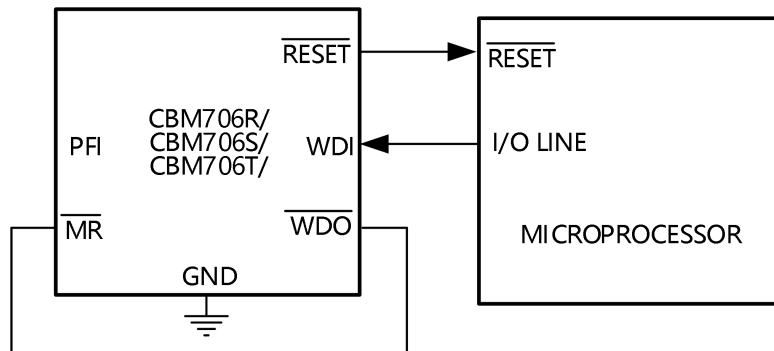 RESET
RESET
CBM706R/
CBM706S/
CBM706T/
PFI
WDI
I/O LINE
MR
WDO
MICROPROCESSOR
GND